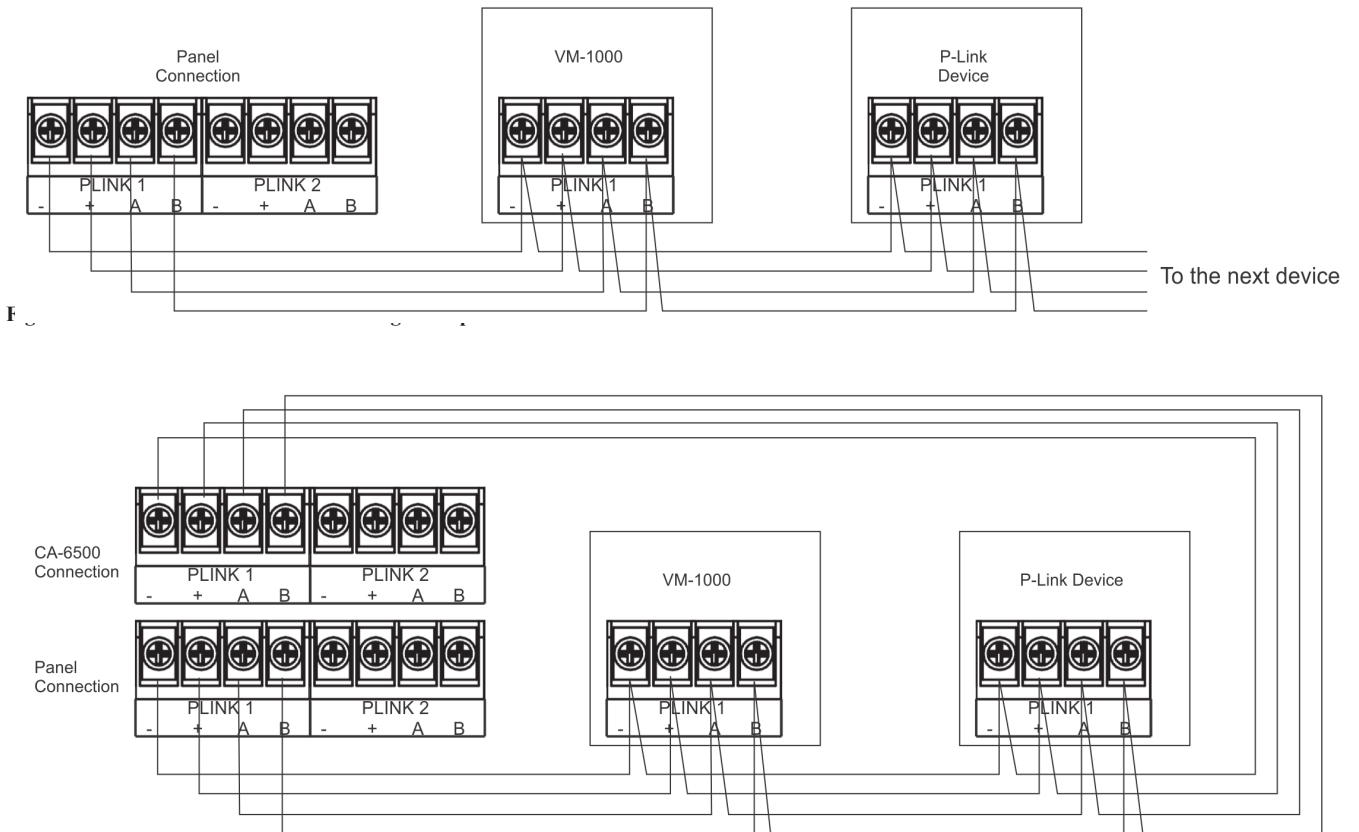 Panel
Connection
VM-1000
P-Link
Device
PLINK 1
PLINK 2
- + A B - + A B
PLINK 1
- + A B
PLINK 1
- + A B
To the next device
CA-6500
Connection
PLINK 1
PLINK 2
- + A B - + A B
VM-1000
P-Link Device
Panel
Connection
PLINK 1
PLINK 2
- + A B - + A B
PLINK 1
- + A B
PLINK 1
- + A B